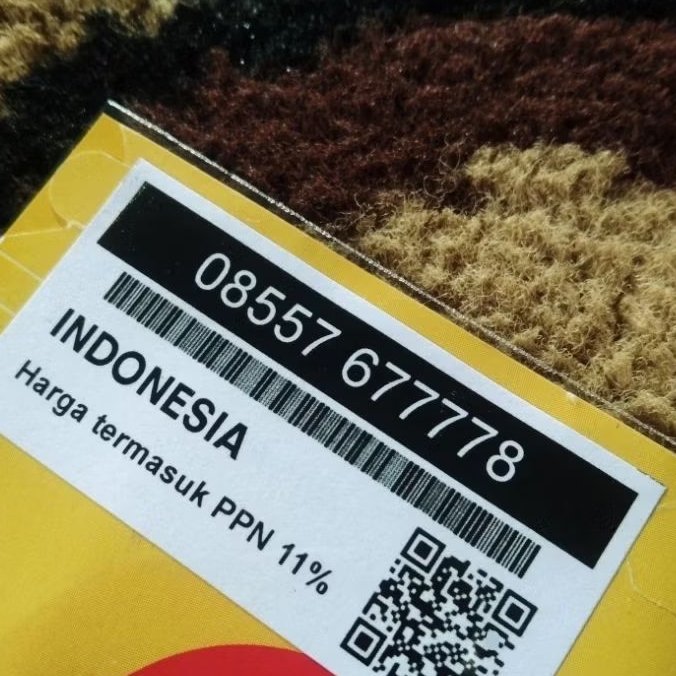 08557 677778
INDONESIA
Harga termasuk PPN 11%